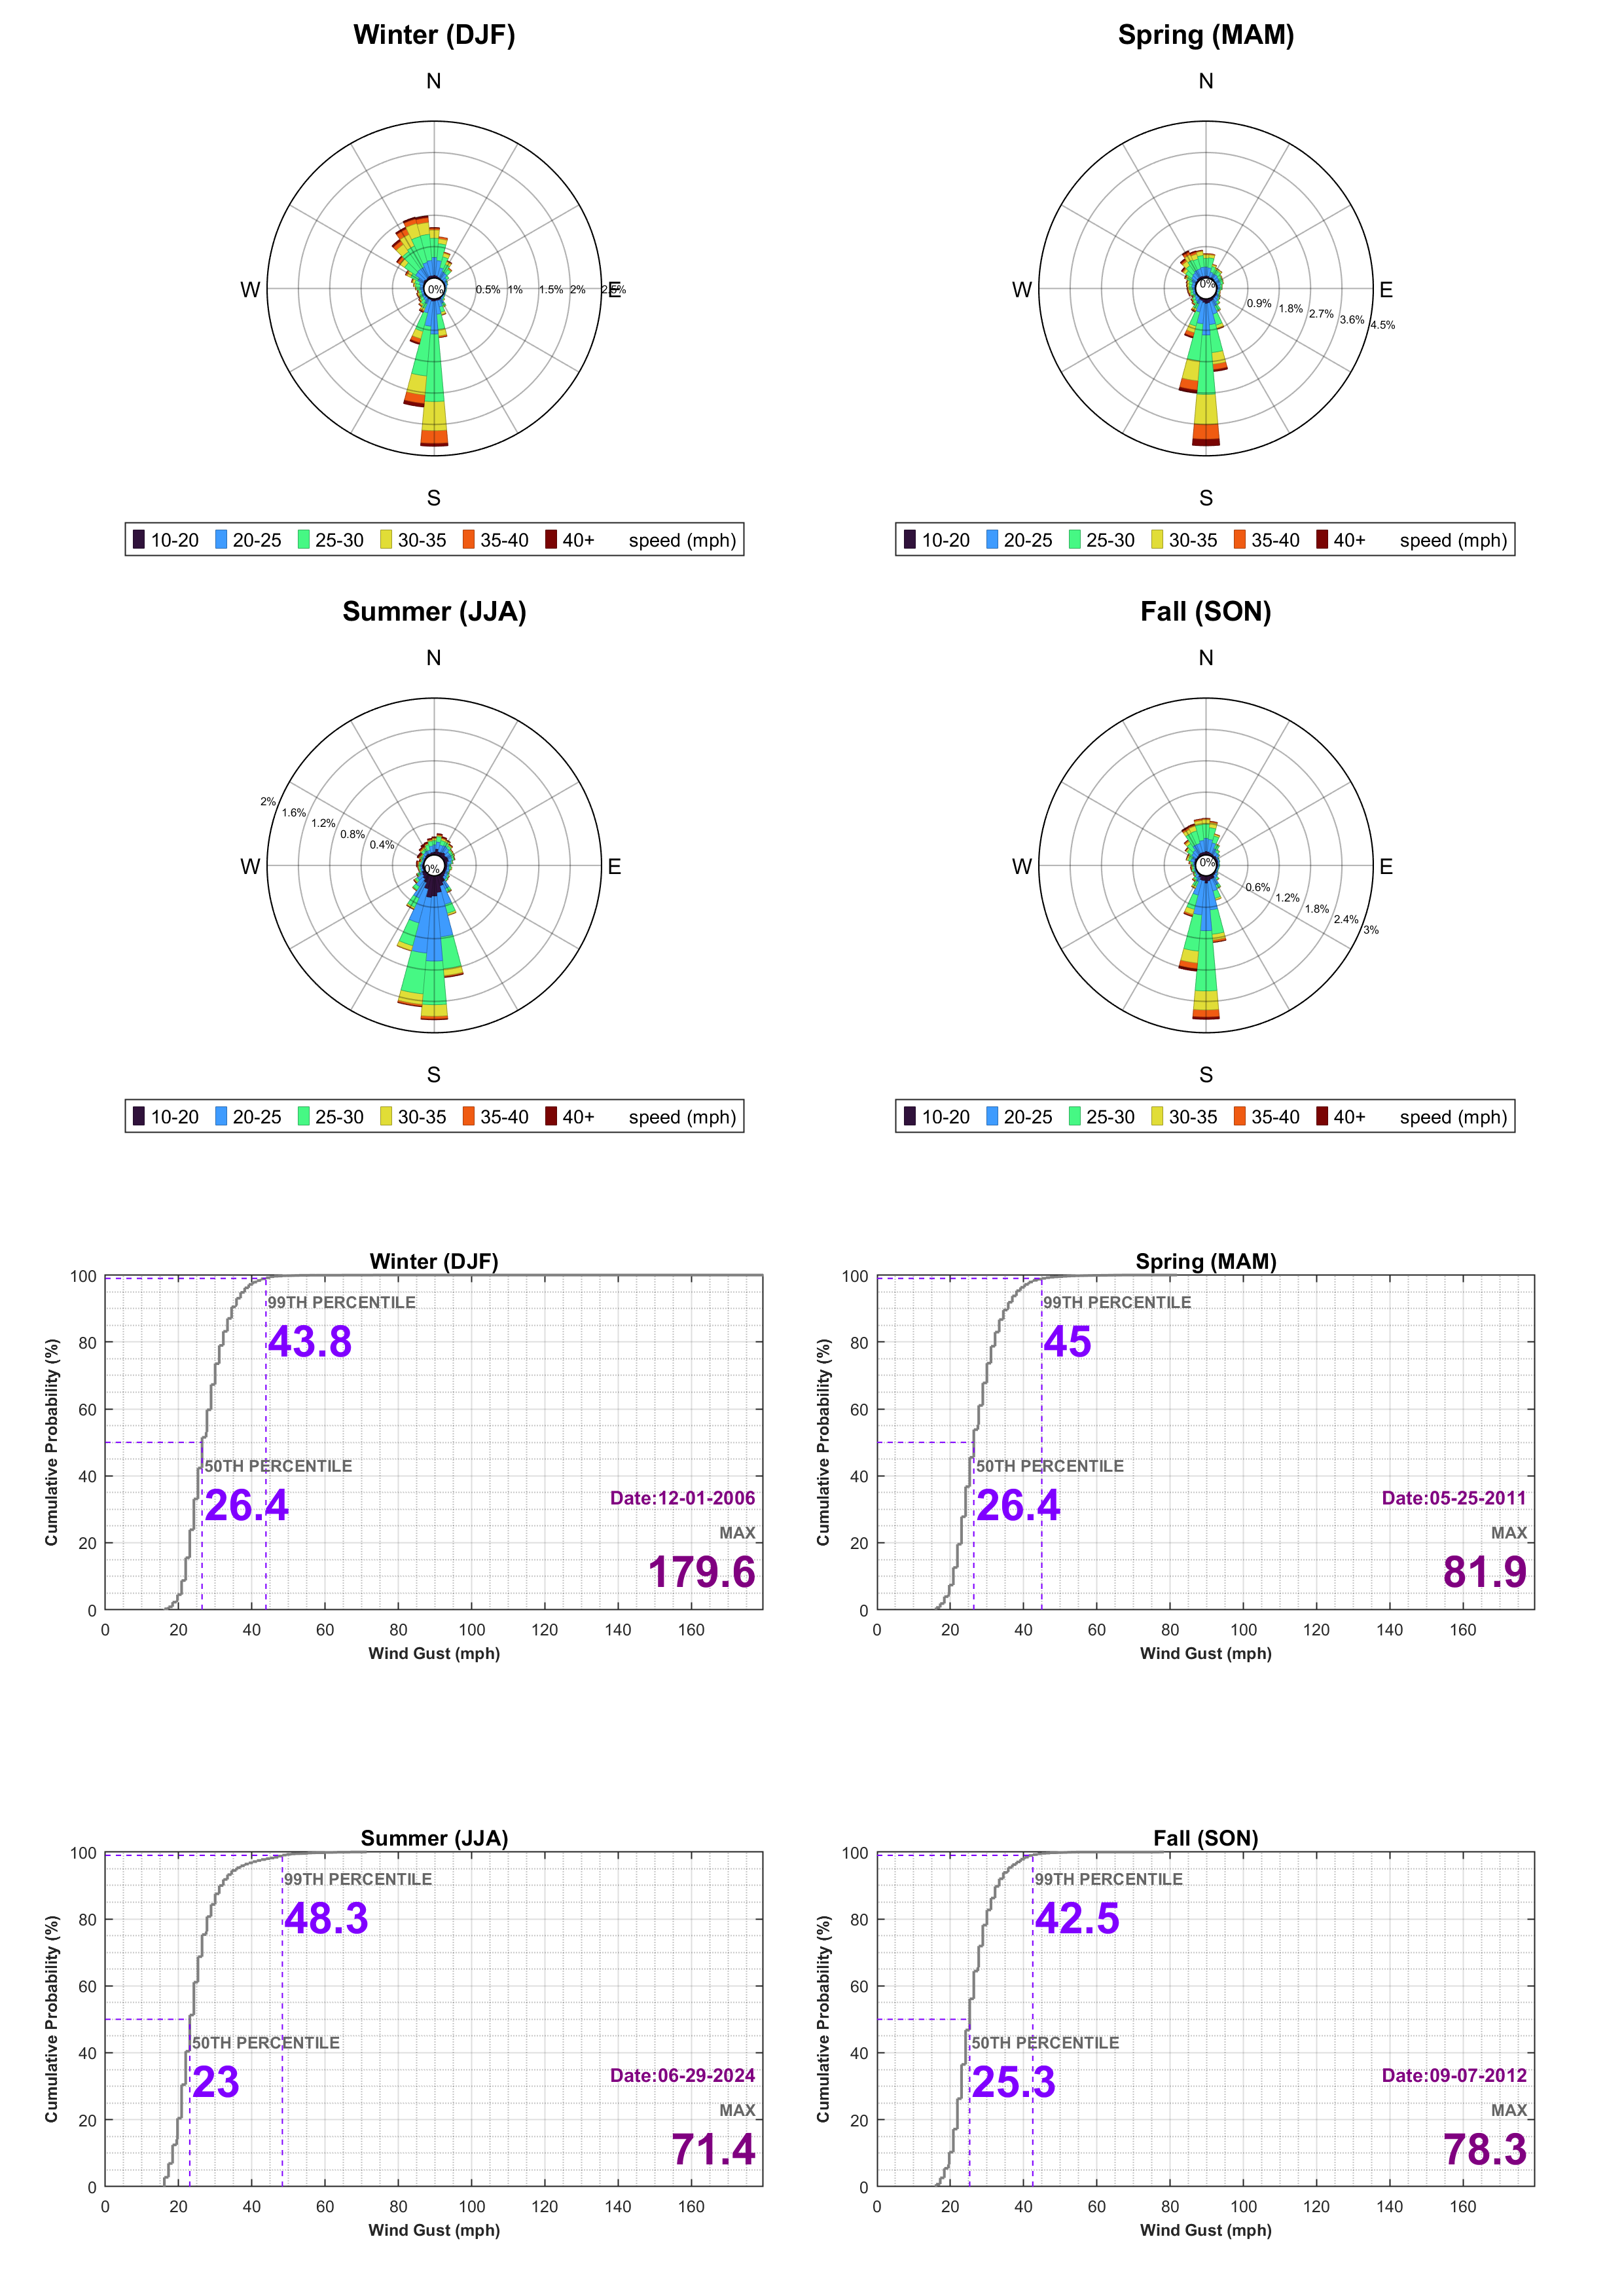 Winter (DJF)
N
W
E
S
0%
0.5%
1%
1.5%
2%
2.5%
10-20 20-25 25-30 30-35 35-40 40+ speed (mph)
Spring (MAM)
N
W
E
S
0%
0.9%
1.8%
2.7%
3.6%
4.5%
10-20 20-25 25-30 30-35 35-40 40+ speed (mph)
Summer (JJA)
N
W
E
S
2%
1.6%
1.2%
0.8%
0.4%
0%
10-20 20-25 25-30 30-35 35-40 40+ speed (mph)
Fall (SON)
N
W
E
S
0%
0.6%
1.2%
1.8%
2.4%
3%
10-20 20-25 25-30 30-35 35-40 40+ speed (mph)
Winter (DJF)
Cumulative Probability (%)
100
80
60
40
20
0
99TH PERCENTILE
43.8
50TH PERCENTILE
26.4
Date:12-01-2006
MAX
179.6
0 20 40 60 80 100 120 140 160
Wind Gust (mph)
Spring (MAM)
Cumulative Probability (%)
100
80
60
40
20
0
99TH PERCENTILE
45
50TH PERCENTILE
26.4
Date:05-25-2011
MAX
81.9
0 20 40 60 80 100 120 140 160
Wind Gust (mph)
Summer (JJA)
Cumulative Probability (%)
100
80
60
40
20
0
99TH PERCENTILE
48.3
50TH PERCENTILE
23
Date:06-29-2024
MAX
71.4
0 20 40 60 80 100 120 140 160
Wind Gust (mph)
Fall (SON)
Cumulative Probability (%)
100
80
60
40
20
0
99TH PERCENTILE
42.5
50TH PERCENTILE
25.3
Date:09-07-2012
MAX
78.3
0 20 40 60 80 100 120 140 160
Wind Gust (mph)